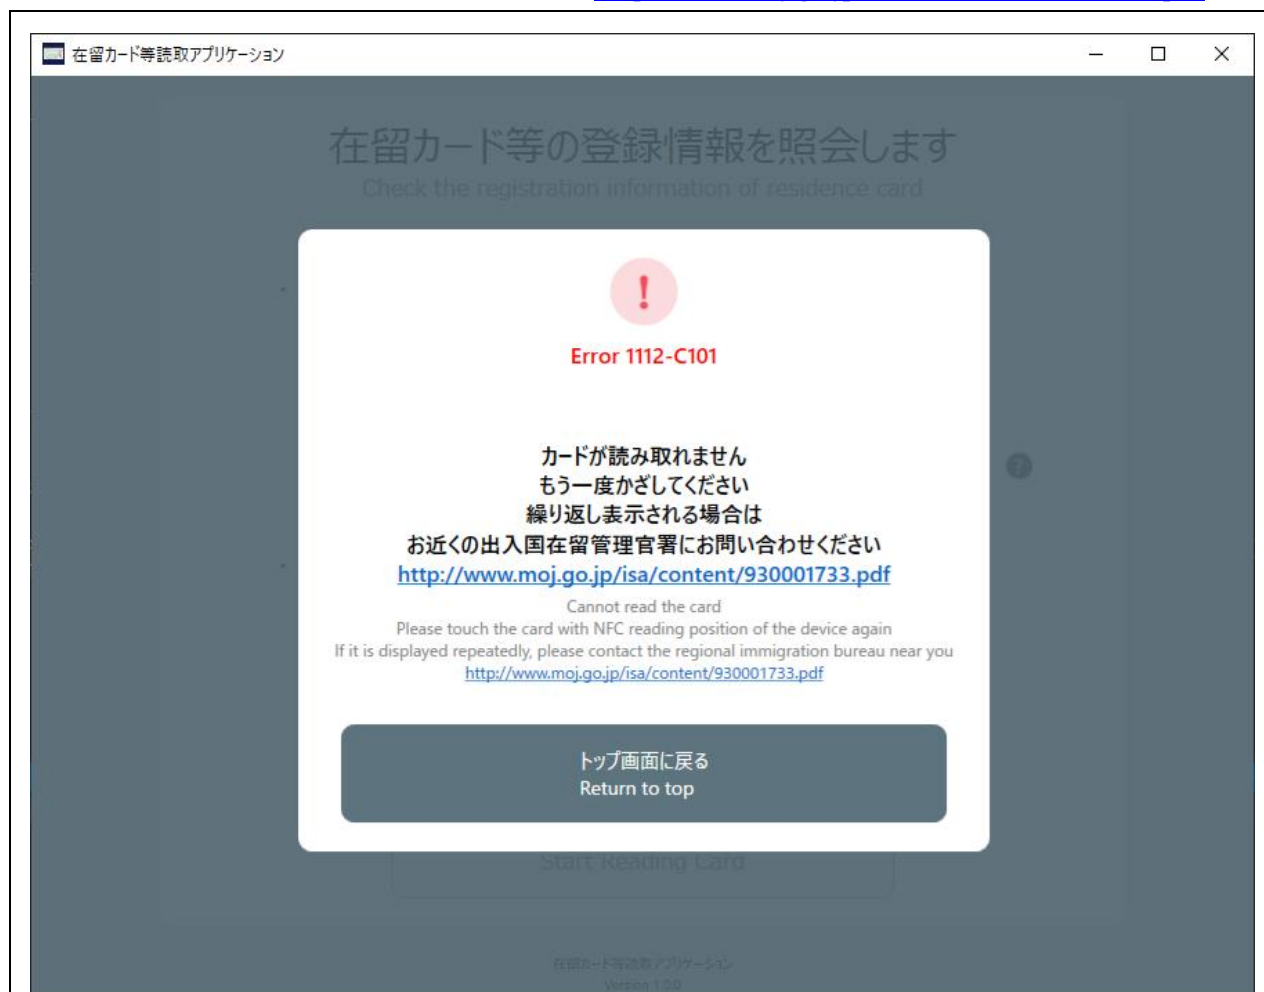 在留カード等読取アプリケーション
在留カード等の登録情報を照会します
Check the registration information of residence card
Error 1112-C101
カードが読み取れません
もう一度かざしてください
繰り返し表示される場合は
お近くの出入国在留管理官署にお問い合わせください
http://www.moj.go.jp/isa/content/930001733.pdf
Cannot read the card
Please touch the card with NFC reading position of the device again
If it is displayed repeatedly, please contact the regional immigration bureau near you
http://www.moj.go.jp/isa/content/930001733.pdf
トップ画面に戻る
Return to top
Start Reading Card
在留カード等読取アプリケーション
Version 1.0.0